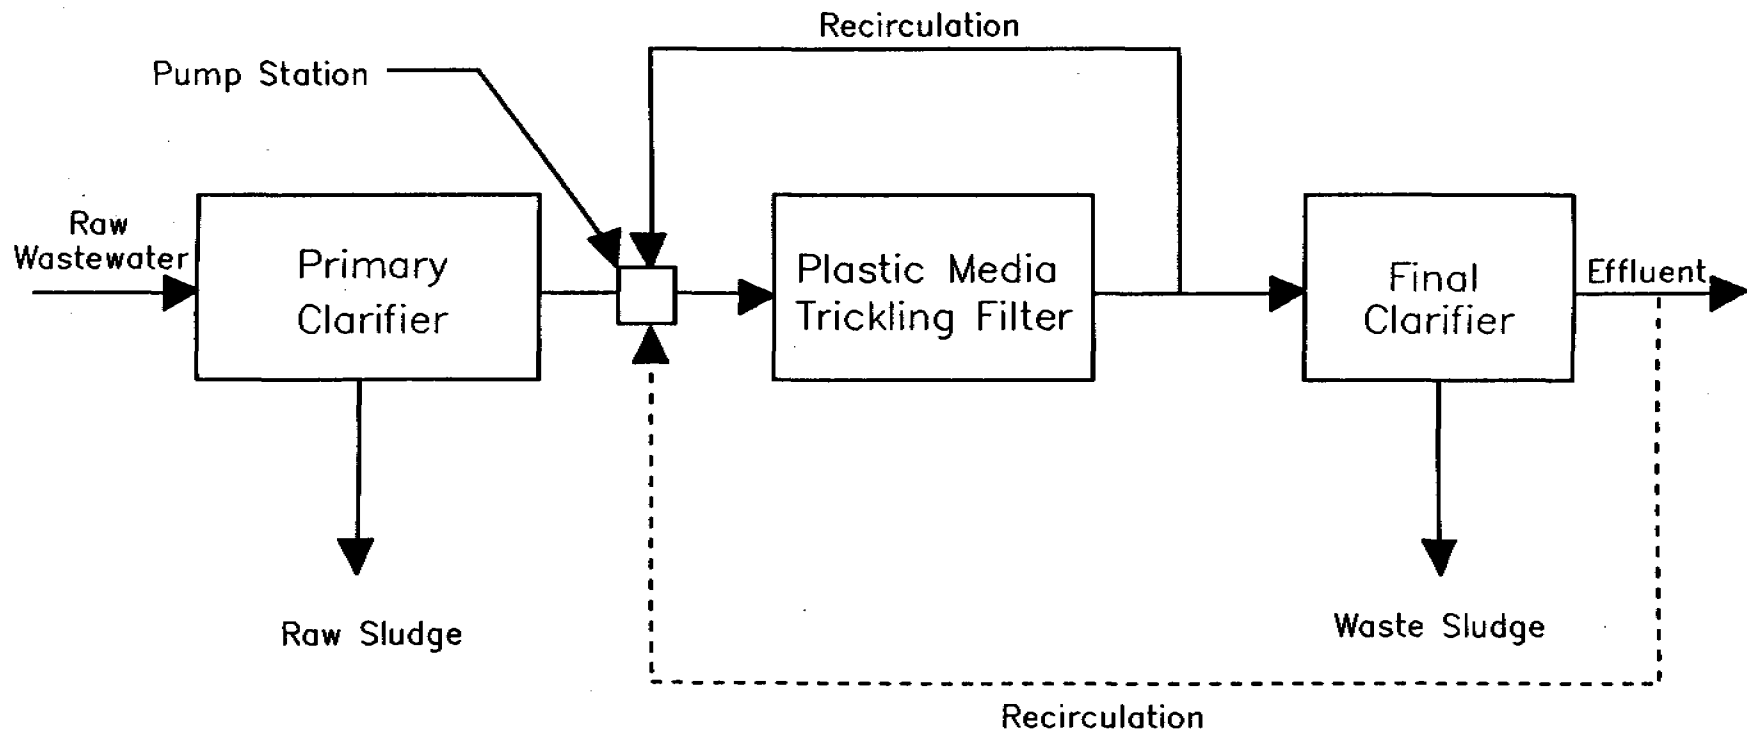 Recirculation
Pump Station
Raw
Wastewater
Primary
Clarifier
Plastic Media
Trickling Filter
Final
Clarifier
Effluent
Raw Sludge
Waste Sludge
Recirculation